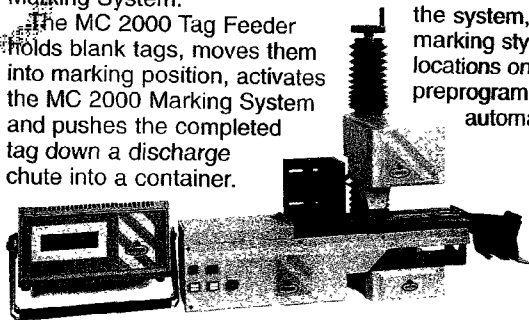 Marking System.
The MC 2000 Tag Feeder
holds blank tags, moves them
into marking position, activates
the MC 2000 Marking System
and pushes the completed
tag down a discharge
chute into a container.
the system,
marking sty
locations on
preprogram
automa